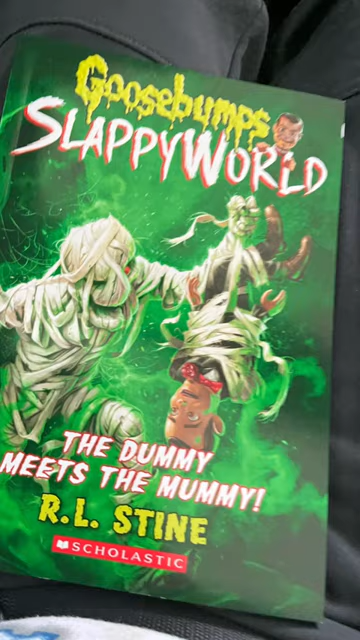 Goosebumps
SLAPPYWORLD
THE DUMMY
MEETS THE MUMMY!
R.L. STINE
SCHOLASTIC